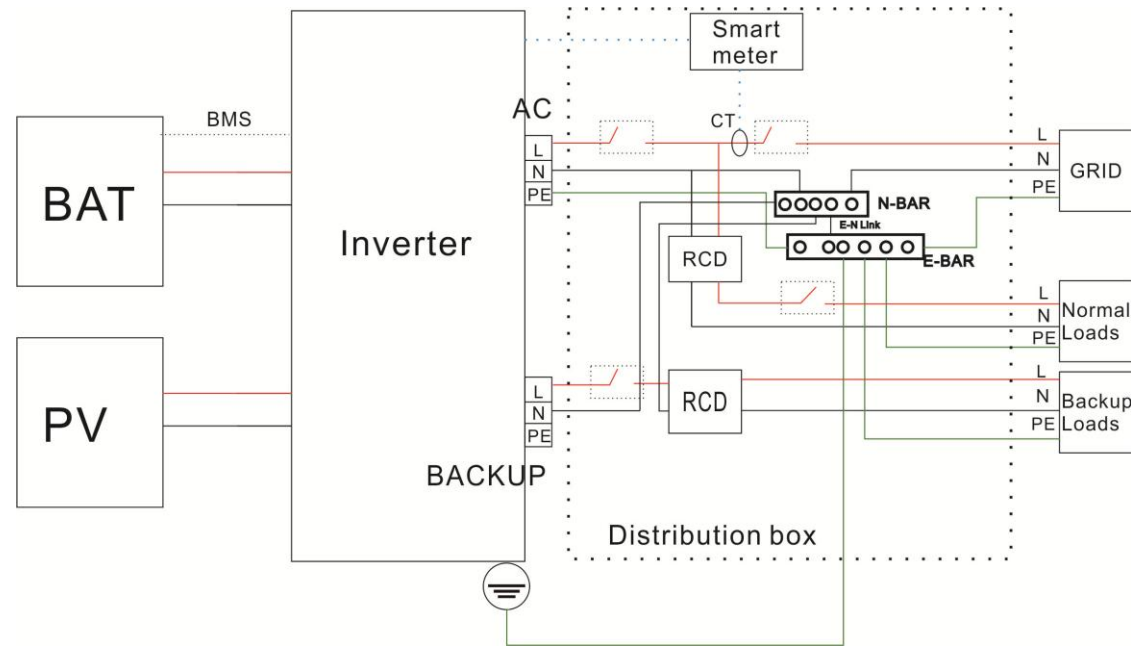 Smart
meter
BMS
AC
CT
L
N
PE
L
N
PE
GRID
BAT
Inverter
N-BAR
E-N Link
E-BAR
RCD
L
N
PE
Normal
Loads
PV
L
N
PE
BACKUP
RCD
L
N
PE
Backup
Loads
Distribution box